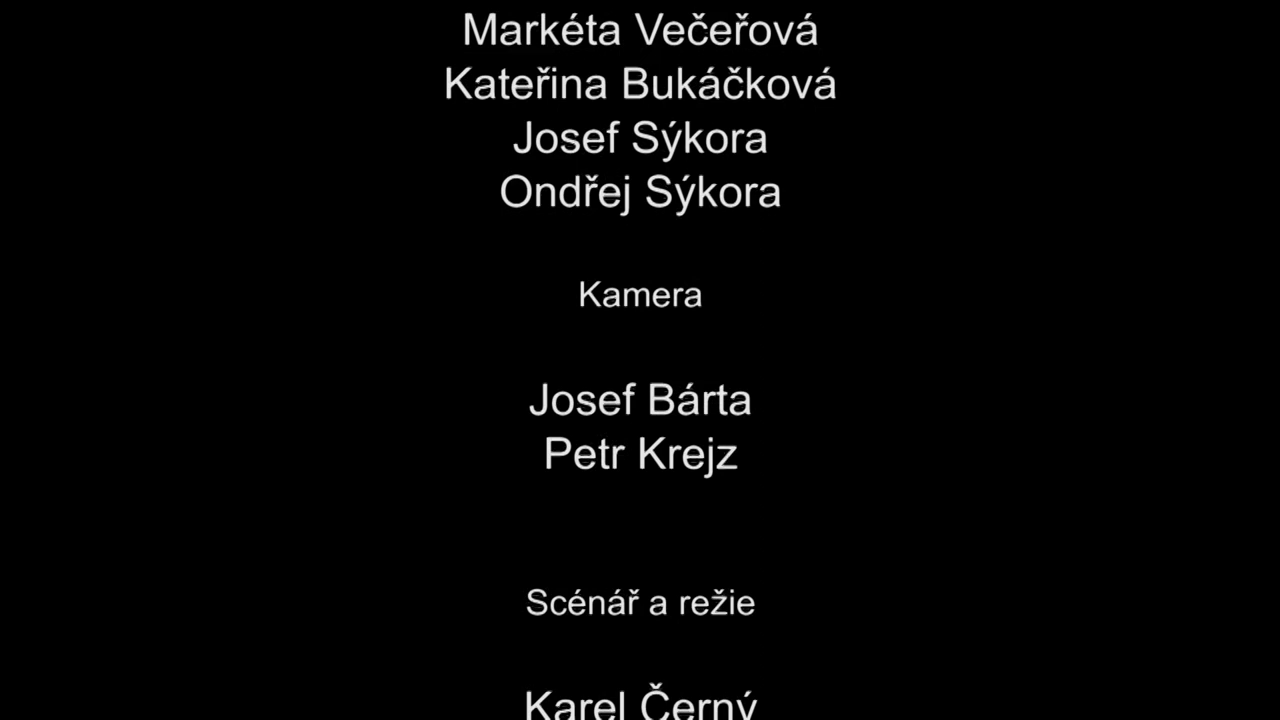 Markéta Večeřová
Kateřina Bukáčková
Josef Sýkora
Ondřej Sýkora
Kamera
Josef Bárta
Petr Krejz
Scénář a režie
Karel Černý